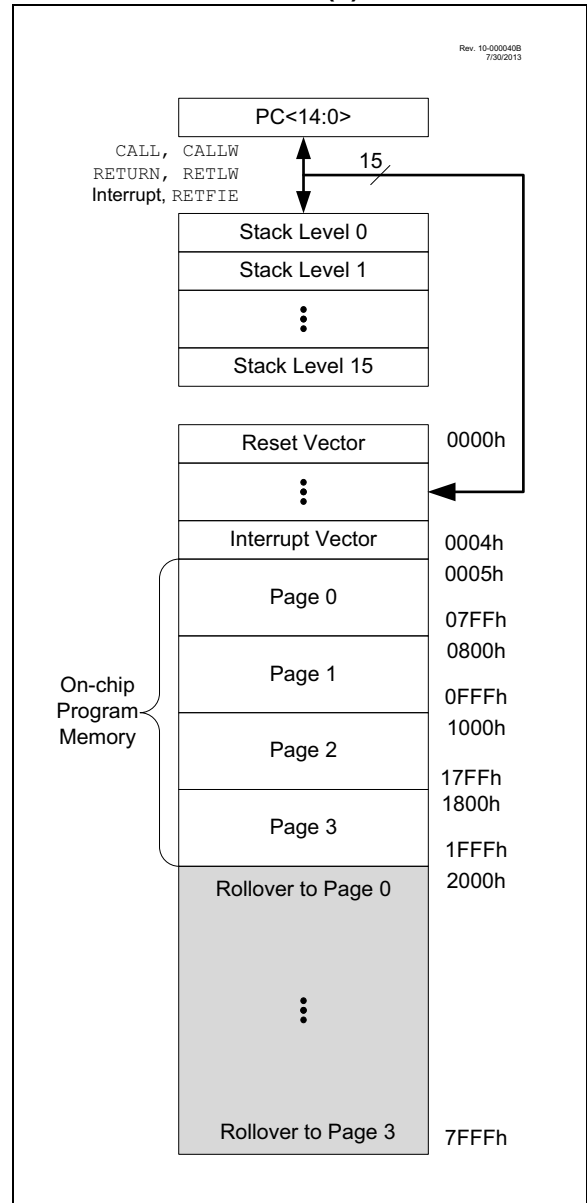 Rev. 10-000040B
7/30/2013
PC<14:0>
CALL, CALLW
RETURN, RETLW
Interrupt, RETFIE
15
Stack Level 0
Stack Level 1
Stack Level 15
Reset Vector
0000h
Interrupt Vector
0004h
0005h
Page 0
07FFh
0800h
Page 1
0FFFh
On-chip
Program
Memory
1000h
Page 2
17FFh
1800h
Page 3
1FFFh
Rollover to Page 0
2000h
Rollover to Page 3
7FFFh